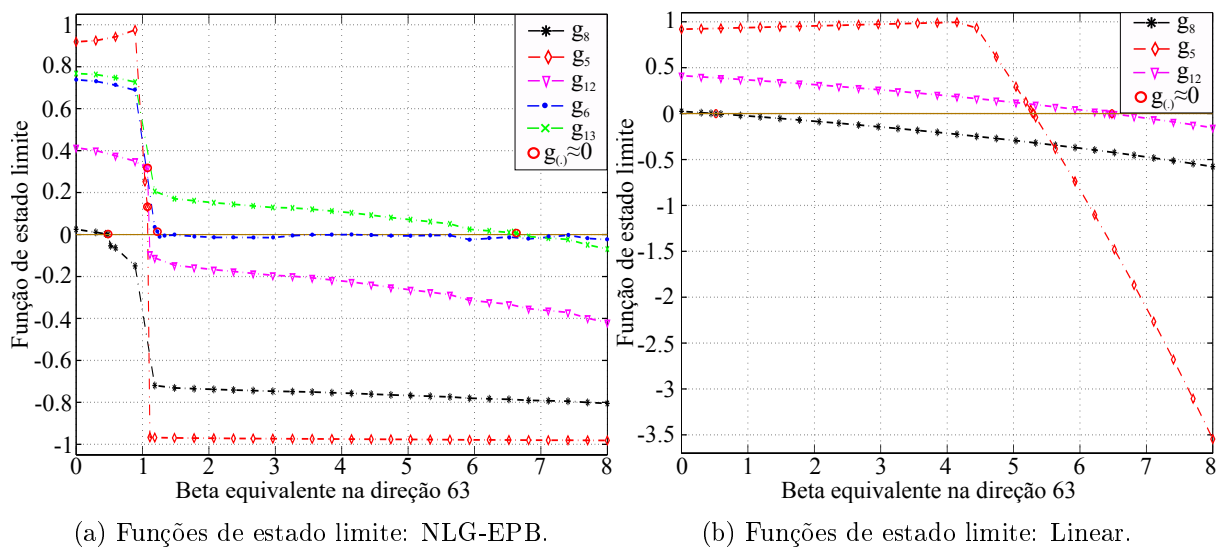 1
0.8
0.6
0.4
0.2
0
-0.2
-0.4
-0.6
-0.8
-1
Função de estado limite
0 1 2 3 4 5 6 7 8
Beta equivalente na direção 63
g8
g5
g12
g6
g13
g(.)≈0
(a) Funções de estado limite: NLG-EPB.
1
0.5
0
-0.5
-1
-1.5
-2
-2.5
-3
-3.5
Função de estado limite
0 1 2 3 4 5 6 7 8
Beta equivalente na direção 63
g8
g5
g12
g(.)≈0
(b) Funções de estado limite: Linear.